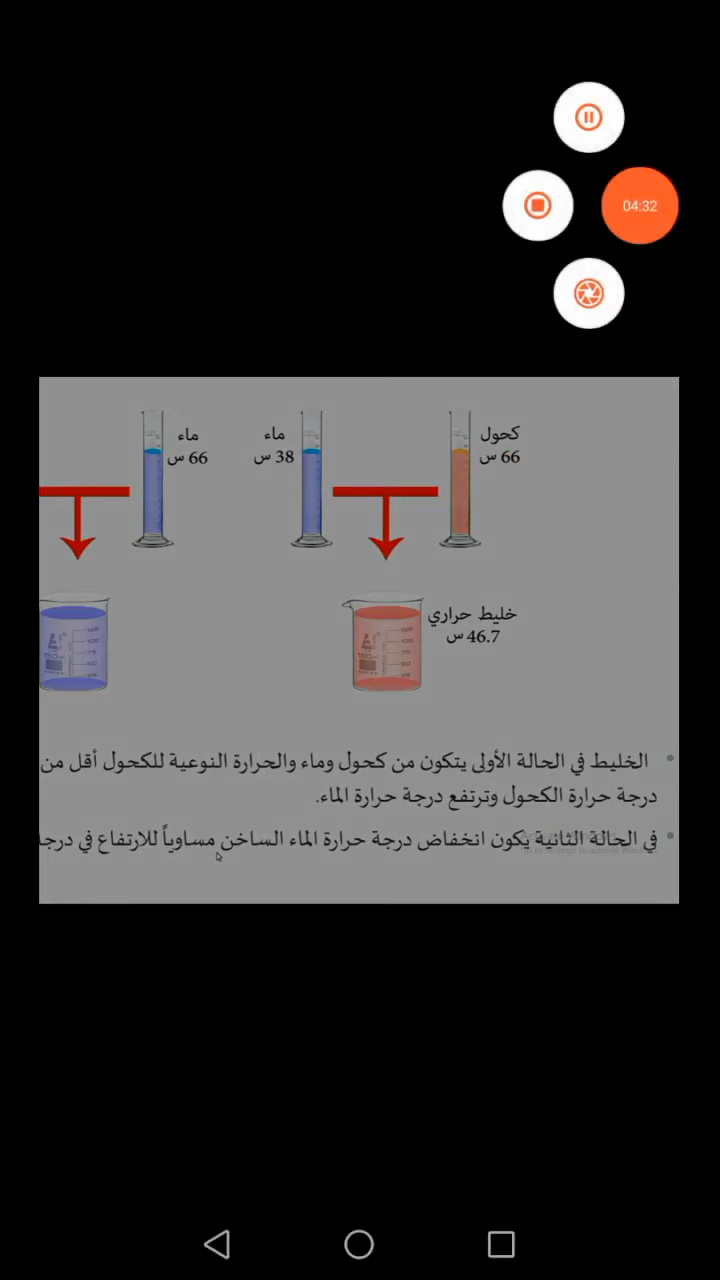 04:32
كحول
66 س
ماء
38 س
ماء
66 س
خليط حراري
46.7 س
الخليط في الحالة الأولى يتكون من كحول وماء والحرارة النوعية للكحول أقل من
درجة حرارة الكحول وترتفع درجة حرارة الماء.
في الحالة الثانية يكون انخفاض درجة حرارة الماء الساخن مساوياً للارتفاع في